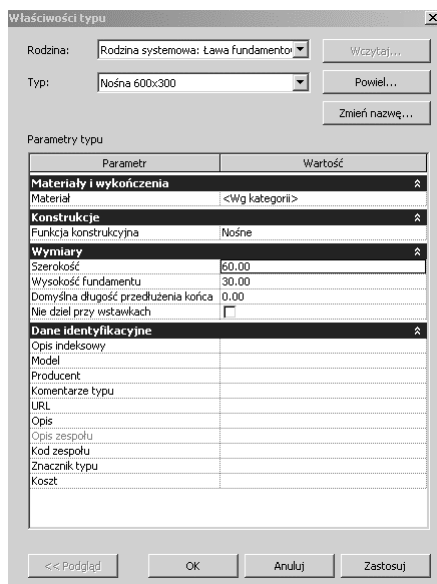 Właściwości typu
Rodzina: Rodzina systemowa: Ława fundamento Wczytaj...
Typ: Nośna 600x300 Powiel...
Zmień nazwę...
Parametry typu
Parametr Wartość
Materiały i wykończenia
Materiał <Wg kategorii>
Konstrukcje
Funkcja konstrukcyjna Nośne
Wymiary
Szerokość 60.00
Wysokość fundamentu 30.00
Domyślna długość przedłużenia końca 0.00
Nie dziel przy wstawkach
Dane identyfikacyjne
Opis indeksowy
Model
Producent
Komentarze typu
URL
Opis
Opis zespołu
Kod zespołu
Znacznik typu
Koszt
<< Podgląd OK Anuluj Zastosuj